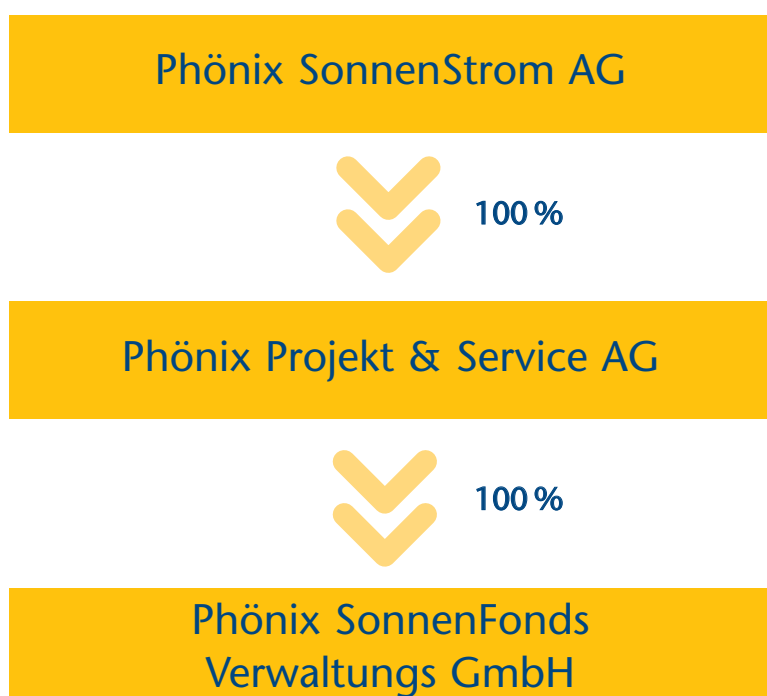 Phönix SonnenStrom AG
100 %
Phönix Projekt & Service AG
100 %
Phönix SonnenFonds
Verwaltungs GmbH